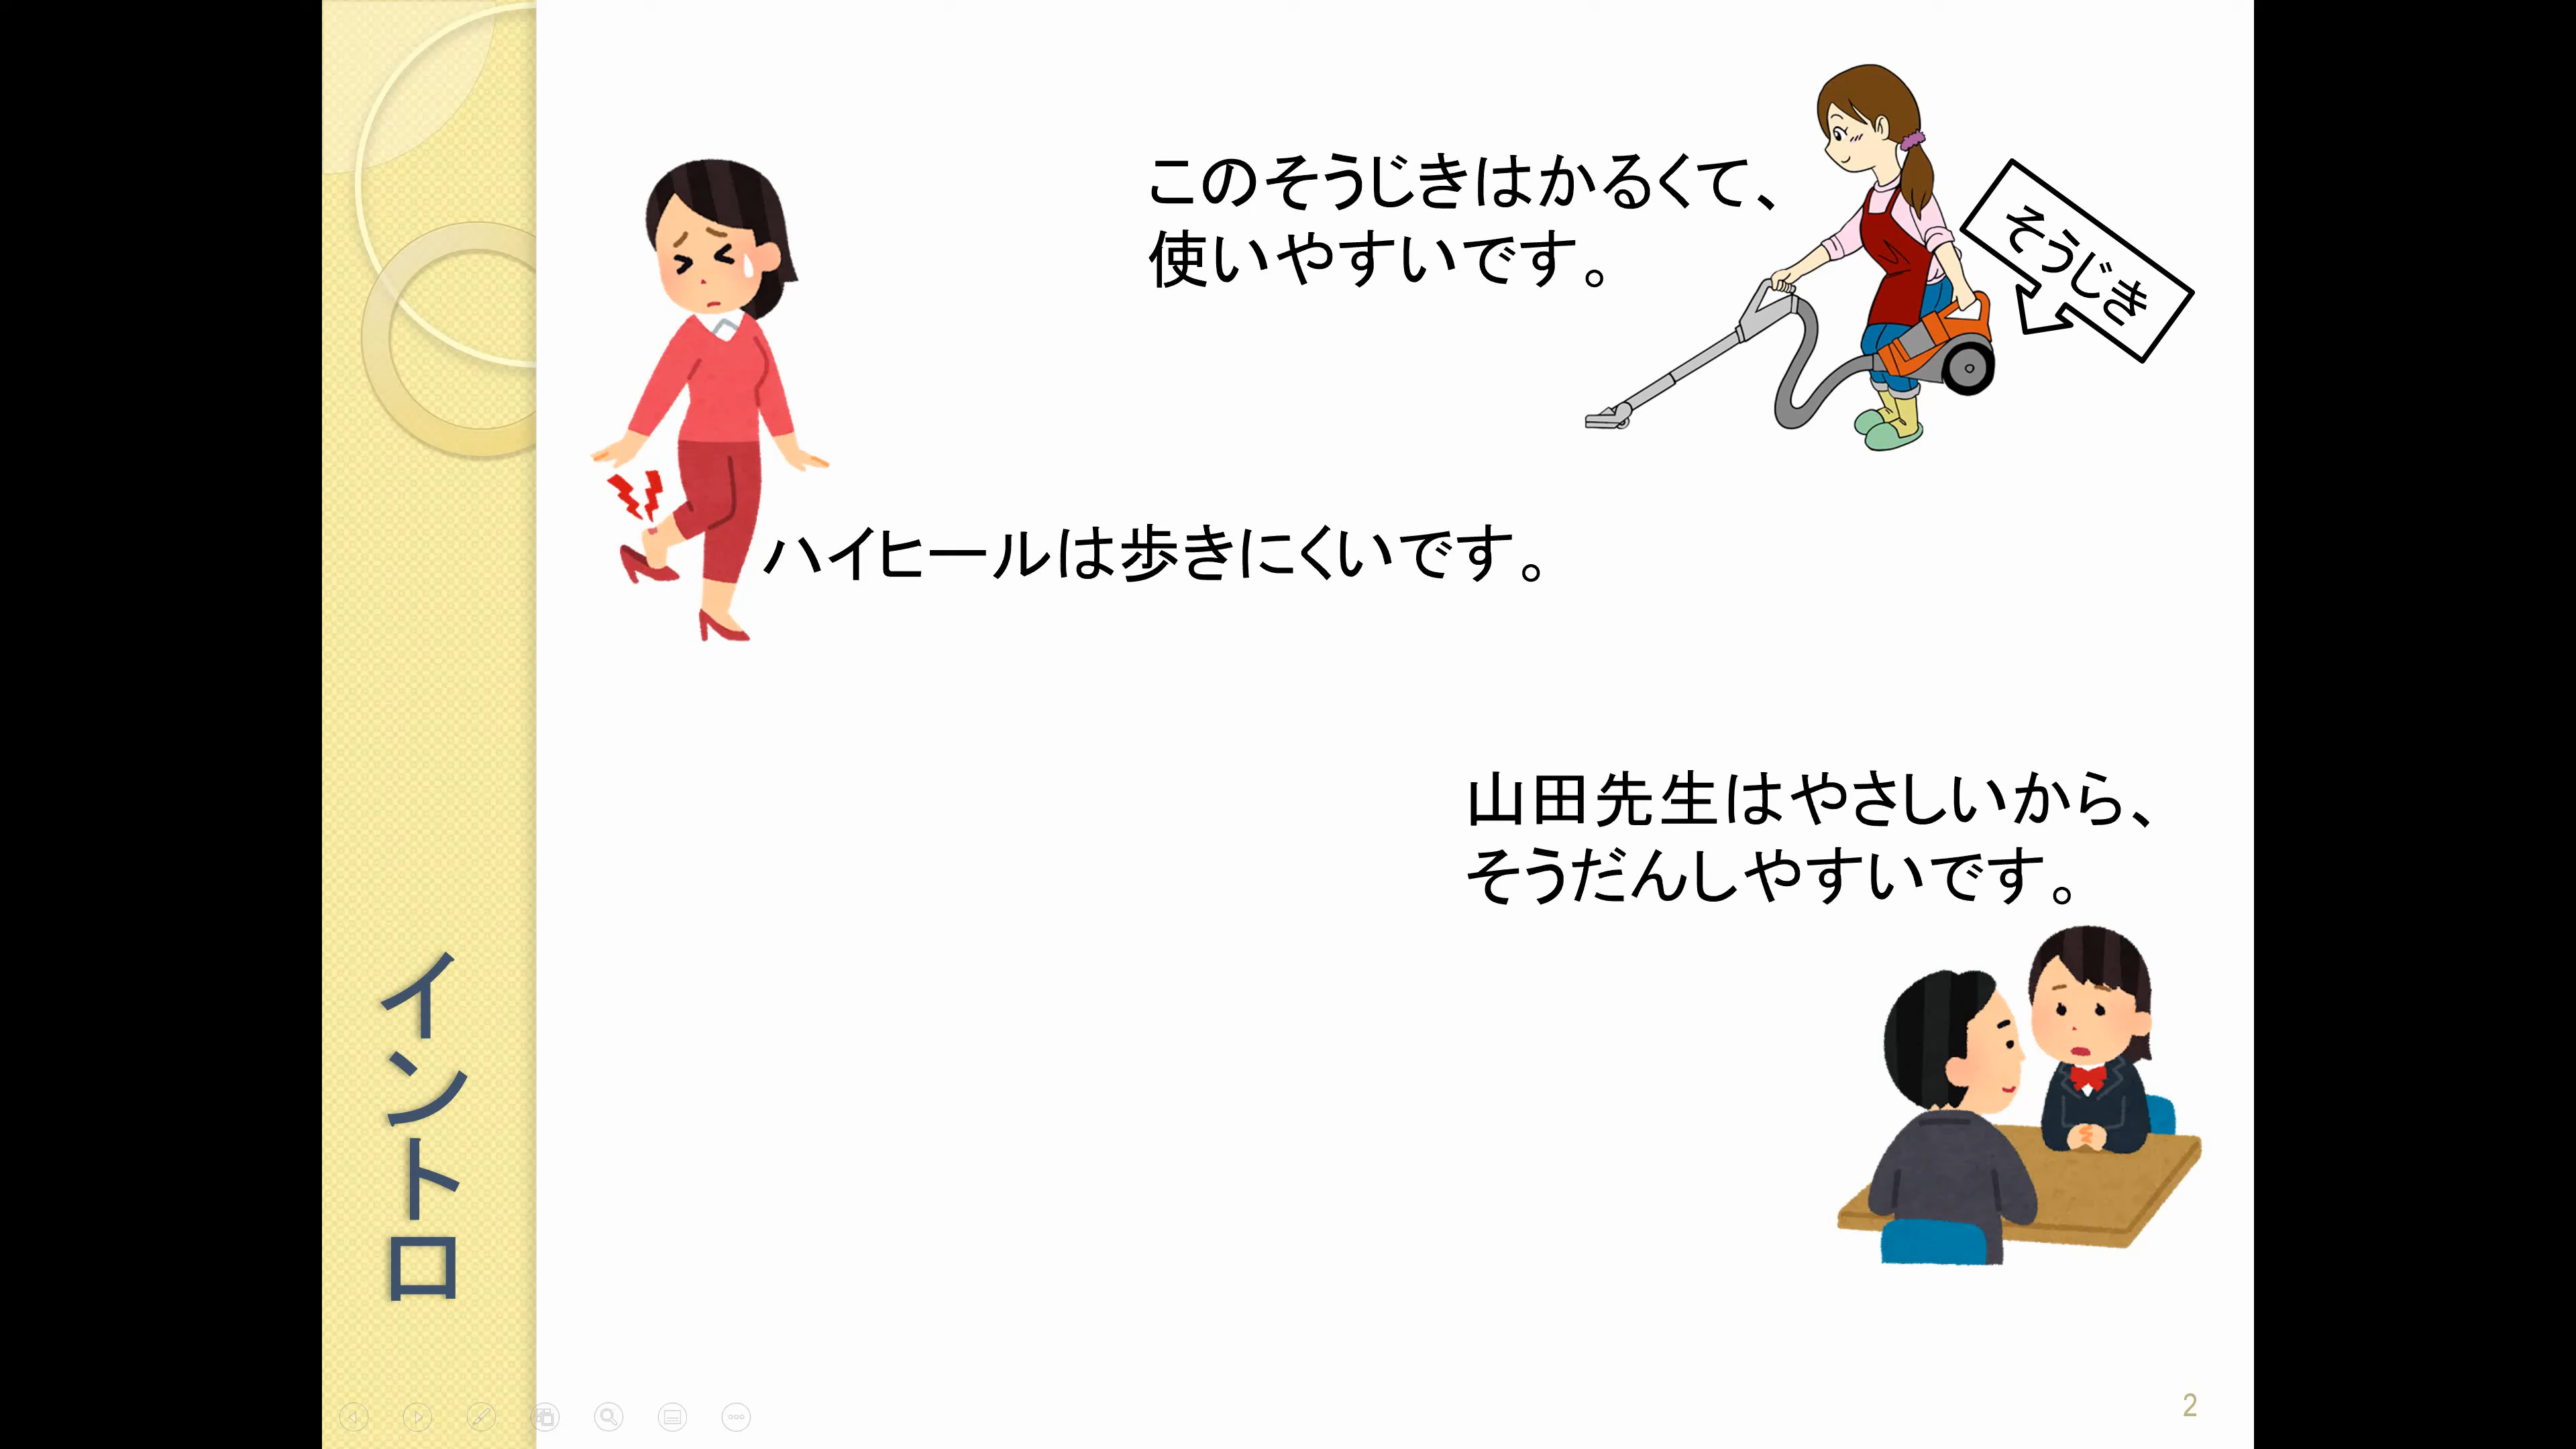 このそうじきはかるくて、
使いやすいです。
そうじき
ハイヒールは歩きにくいです。
山田先生はやさしいから、
そうだんしやすいです。
イントロ
2